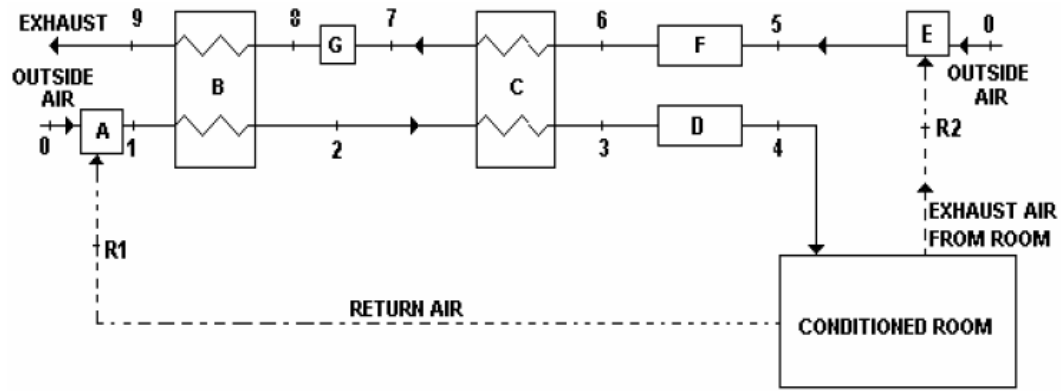 EXHAUST 9 8 7 6 5 0
G F E
OUTSIDE
AIR
B C
OUTSIDE
AIR
A D
0 1 2 3 4
R2
R1
EXHAUST AIR
FROM ROOM
RETURN AIR
CONDITIONED ROOM